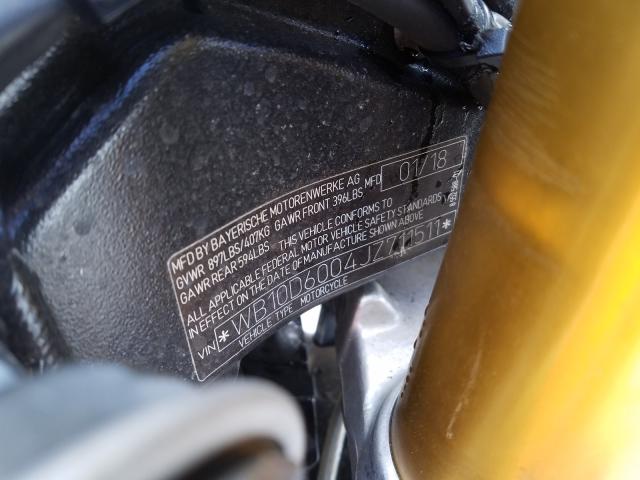 MFD BY BAYERISCHE MOTORENWERKE AG MFD 01/18
GVWR 897LBS/407KG GAWR FRONT 396LBS
GAWR REAR 594LBS THIS VEHICLE CONFORMS TO
ALL APPLICABLE FEDERAL MOTOR VEHICLE SAFETY STANDARDS
IN EFFECT ON THE DATE OF MANUFACTURE SHOWN ABOVE
VIN *WB10D6004JZ711511*
VEHICLE TYPE MOTORCYCLE